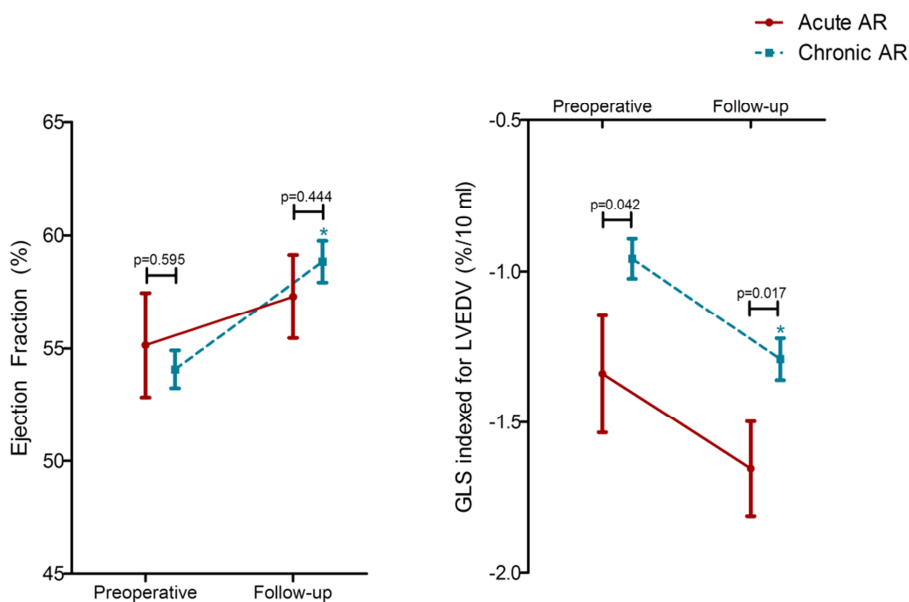 Acute AR
Chronic AR
Ejection Fraction (%)
65
60
55
50
45
p=0.595
p=0.444
*
Preoperative Follow-up
GLS indexed for LVEDV (%/10 ml)
Preoperative Follow-up
-0.5
-1.0
-1.5
-2.0
p=0.042
p=0.017
*